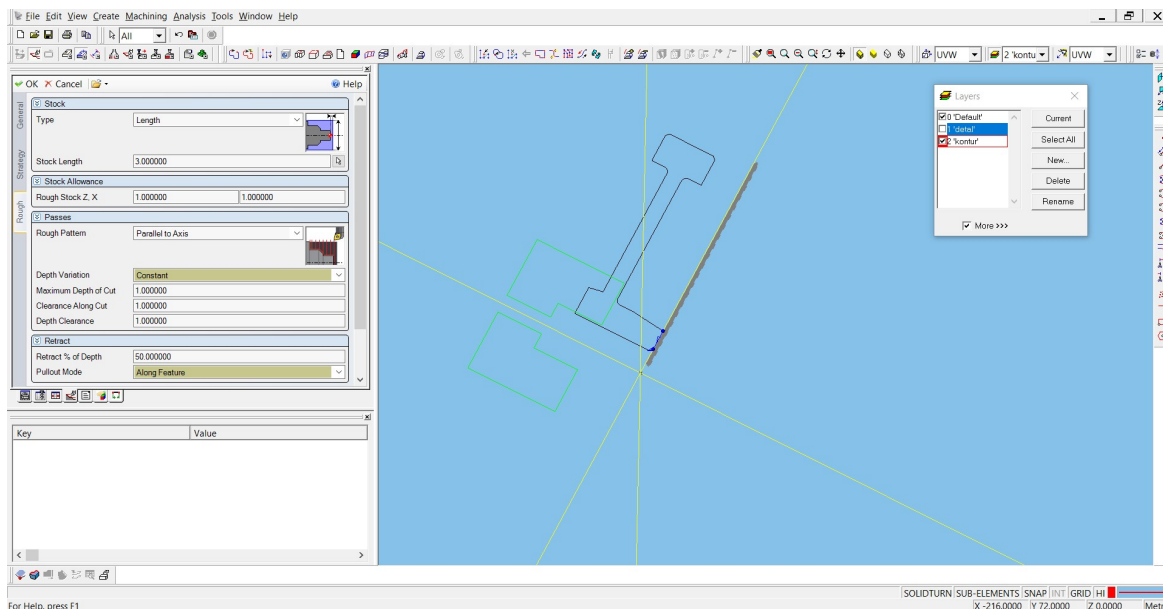 File Edit View Create Machining Analysis Tools Window Help
All
UVW 2 'kontu' UVW
OK Cancel Help
General
Strategy
Rough
Stock
Type Length
Stock Length 3.000000
Stock Allowance
Rough Stock Z, X 1.000000 1.000000
Passes
Rough Pattern Parallel to Axis
Depth Variation Constant
Maximum Depth of Cut 1.000000
Clearance Along Cut 1.000000
Depth Clearance 1.000000
Retract
Retract % of Depth 50.000000
Pullout Mode Along Feature
Key Value
Layers
0 'Default' Current
1 'detal'
2 'kontur' Select All
New...
Delete
Rename
More >>>
SOLIDTURN SUB-ELEMENTS SNAP INT GRID HI
For Help, press F1 X -216.0000 Y 72.0000 Z 0.0000 Metr